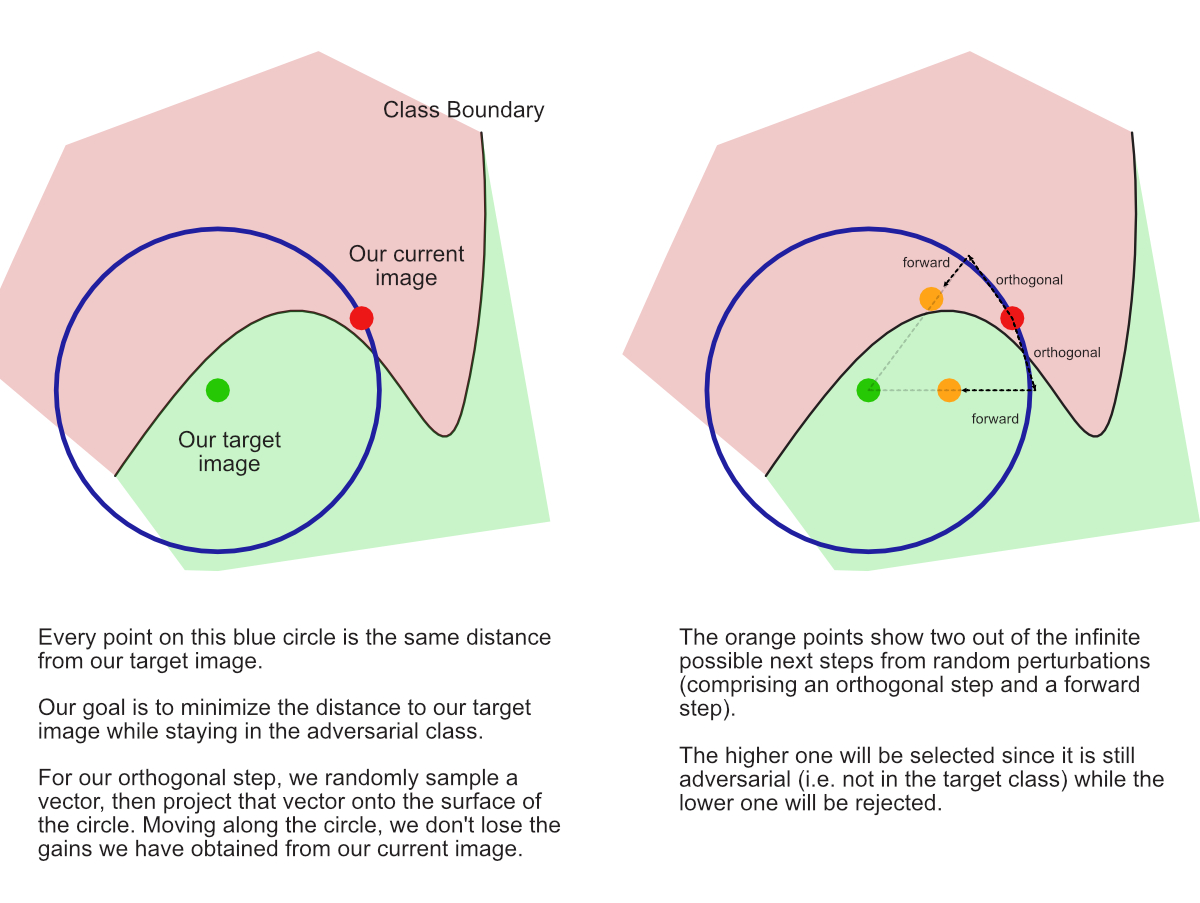 Class Boundary
Our current
image
Our target
image
forward
orthogonal
orthogonal
forward
Every point on this blue circle is the same distance
from our target image.
Our goal is to minimize the distance to our target
image while staying in the adversarial class.
For our orthogonal step, we randomly sample a
vector, then project that vector onto the surface of
the circle. Moving along the circle, we don't lose the
gains we have obtained from our current image.
The orange points show two out of the infinite
possible next steps from random perturbations
(comprising an orthogonal step and a forward
step).
The higher one will be selected since it is still
adversarial (i.e. not in the target class) while the
lower one will be rejected.